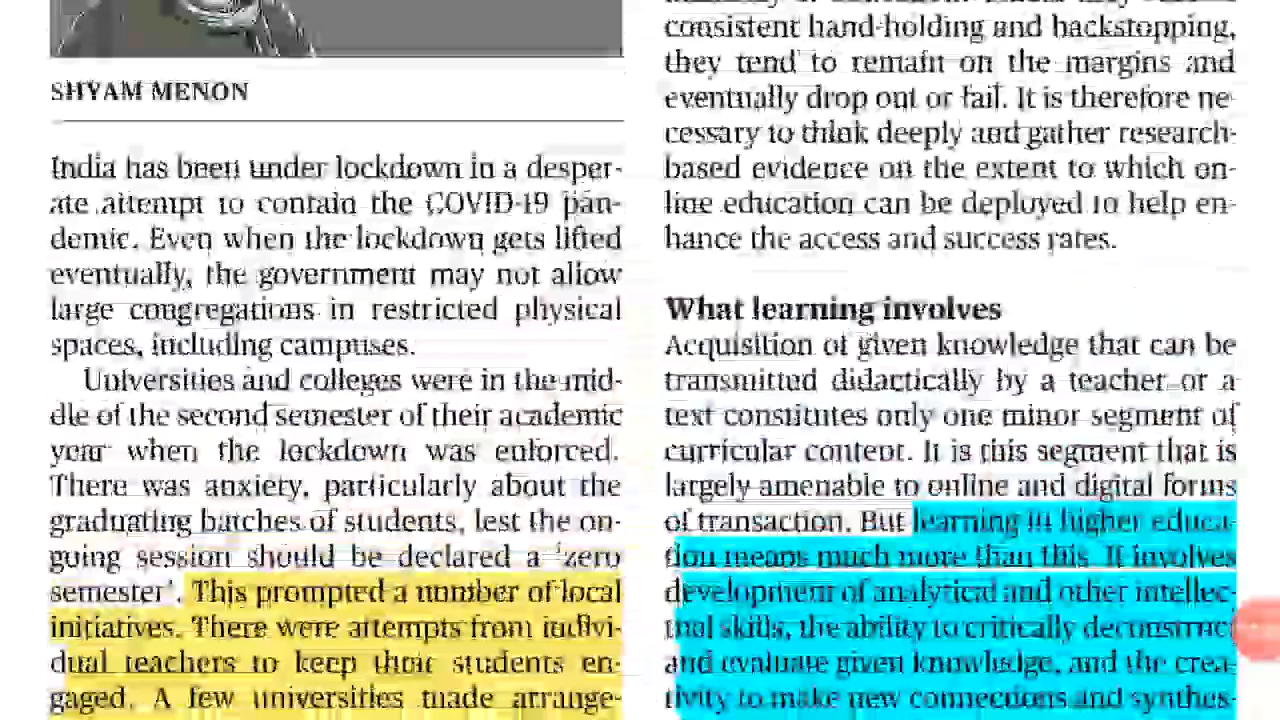 SHYAM MENON
India has been under lockdown in a desper-
ate attempt to contain the COVID-19 pan-
demic. Even when the lockdown gets lifted
eventually, the government may not allow
large congregations in restricted physical
spaces, including campuses.
Universities and colleges were in the mid-
dle of the second semester of their academic
year when the lockdown was enforced.
There was anxiety, particularly about the
graduating batches of students, lest the on-
going session should be declared a 'zero
semester'. This prompted a number of local
initiatives. There were attempts from indivi-
dual teachers to keep their students en-
gaged. A few universities made arrange-
consistent hand-holding and backstopping,
they tend to remain on the margins and
eventually drop out or fail. It is therefore ne-
cessary to think deeply and gather research-
based evidence on the extent to which on-
line education can be deployed to help en-
hance the access and success rates.
What learning involves
Acquisition of given knowledge that can be
transmitted didactically by a teacher or a
text constitutes only one minor segment of
curricular content. It is this segment that is
largely amenable to online and digital forms
of transaction. But learning in higher educa-
tion means much more than this. It involves
development of analytical and other intellec-
tual skills, the ability to critically deconstruct
and evaluate given knowledge, and the crea-
tivity to make new connections and synthes-